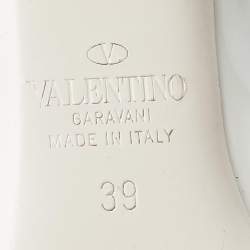 V
VALENTINO
GARAVANI
MADE IN ITALY
39